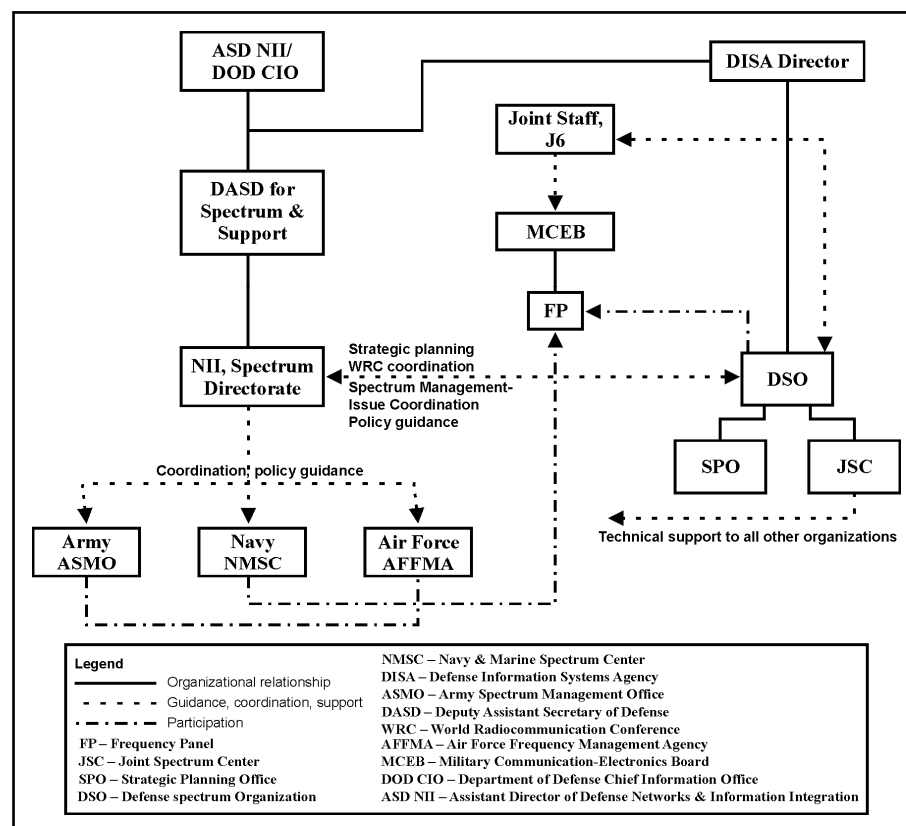 ASD NII/
DOD CIO
DISA Director
Joint Staff,
J6
DASD for
Spectrum &
Support
MCEB
FP
NII, Spectrum
Directorate
Strategic planning
WRC coordination
Spectrum Management-
Issue Coordination
Policy guidance
DSO
SPO
JSC
Coordination, policy guidance
Technical support to all other organizations
Army
ASMO
Navy
NMSC
Air Force
AFFMA
Legend
Organizational relationship
Guidance, coordination, support
Participation
FP – Frequency Panel
JSC – Joint Spectrum Center
SPO – Strategic Planning Office
DSO – Defense spectrum Organization
NMSC – Navy & Marine Spectrum Center
DISA – Defense Information Systems Agency
ASMO – Army Spectrum Management Office
DASD – Deputy Assistant Secretary of Defense
WRC – World Radiocommunication Conference
AFFMA – Air Force Frequency Management Agency
MCEB – Military Communication-Electronics Board
DOD CIO – Department of Defense Chief Information Office
ASD NII – Assistant Director of Defense Networks & Information Integration